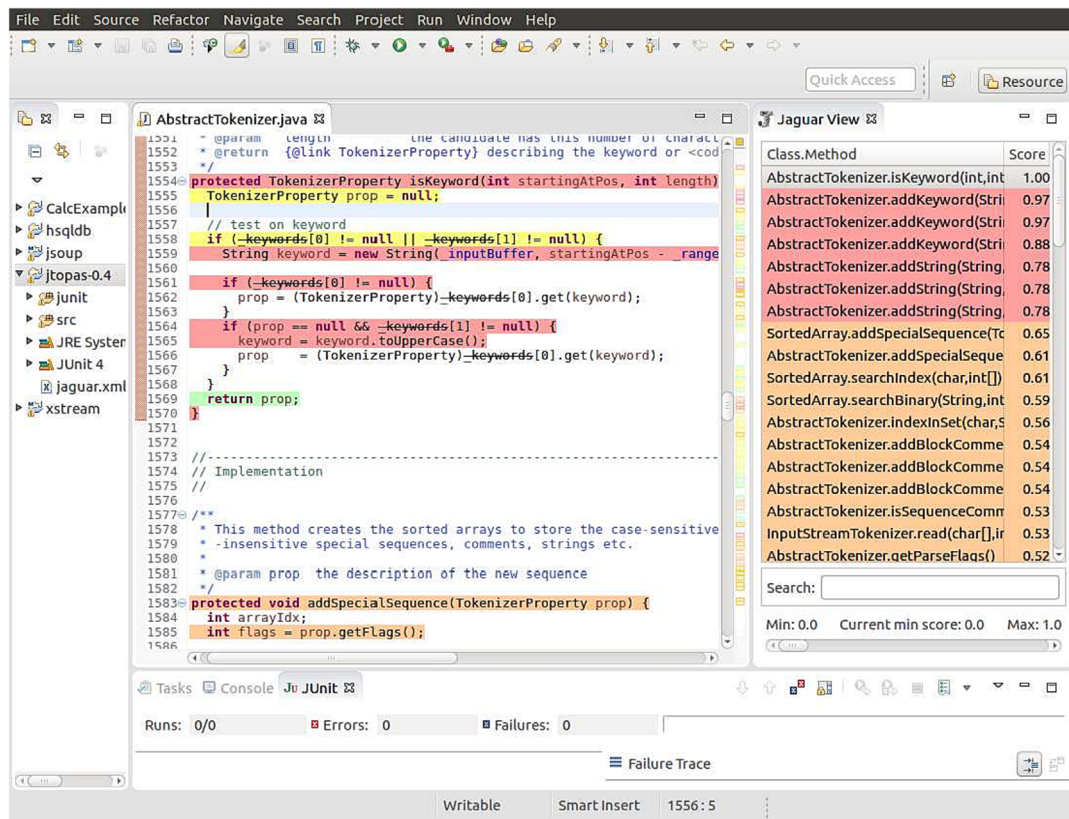 File Edit Source Refactor Navigate Search Project Run Window Help
Quick Access
Resource
AbstractTokenizer.java
1551 * @param length the candidate has this number of charact
1552 * @return {@link TokenizerProperty} describing the keyword or <cod
1553 */
1554 protected TokenizerProperty isKeyword(int startingAtPos, int length)
1555 TokenizerProperty prop = null;
1556
1557 // test on keyword
1558 if (_keywords[0] != null || _keywords[1] != null) {
1559 String keyword = new String(_inputBuffer, startingAtPos - _range
1560
1561 if (_keywords[0] != null) {
1562 prop = (TokenizerProperty)_keywords[0].get(keyword);
1563 }
1564 if (prop == null && _keywords[1] != null) {
1565 keyword = keyword.toUpperCase();
1566 prop = (TokenizerProperty)_keywords[0].get(keyword);
1567 }
1568 }
1569 return prop;
1570 }
1571
1572
1573 //----------------------------------------------------------------------
1574 // Implementation
1575 //
1576
1577 /**
1578 * This method creates the sorted arrays to store the case-sensitive
1579 * -insensitive special sequences, comments, strings etc.
1580 *
1581 * @param prop the description of the new sequence
1582 */
1583 protected void addSpecialSequence(TokenizerProperty prop) {
1584 int arrayIdx;
1585 int flags = prop.getFlags();
1586
CalcExample
hsqldb
jsoup
jtopas-0.4
junit
src
JRE System
JUnit 4
jaguar.xml
xstream
Jaguar View
Class.Method Score
AbstractTokenizer.isKeyword(int,int 1.00
AbstractTokenizer.addKeyword(Stri 0.97
AbstractTokenizer.addKeyword(Stri 0.97
AbstractTokenizer.addKeyword(Stri 0.88
AbstractTokenizer.addString(String, 0.78
AbstractTokenizer.addString(String, 0.78
AbstractTokenizer.addString(String, 0.78
SortedArray.addSpecialSequence(Tc 0.65
AbstractTokenizer.addSpecialSeque 0.61
SortedArray.searchIndex(char,int[]) 0.61
SortedArray.searchBinary(String,int 0.59
AbstractTokenizer.indexInSet(char,S 0.56
AbstractTokenizer.addBlockComme 0.54
AbstractTokenizer.addBlockComme 0.54
AbstractTokenizer.addBlockComme 0.54
AbstractTokenizer.isSequenceComm 0.53
InputStreamTokenizer.read(char[],ir 0.53
AbstractTokenizer.getParseFlags() 0.52
Search:
Min: 0.0 Current min score: 0.0 Max: 1.0
Tasks Console JUnit
Runs: 0/0 Errors: 0 Failures: 0
Failure Trace
Writable Smart Insert 1556 : 5